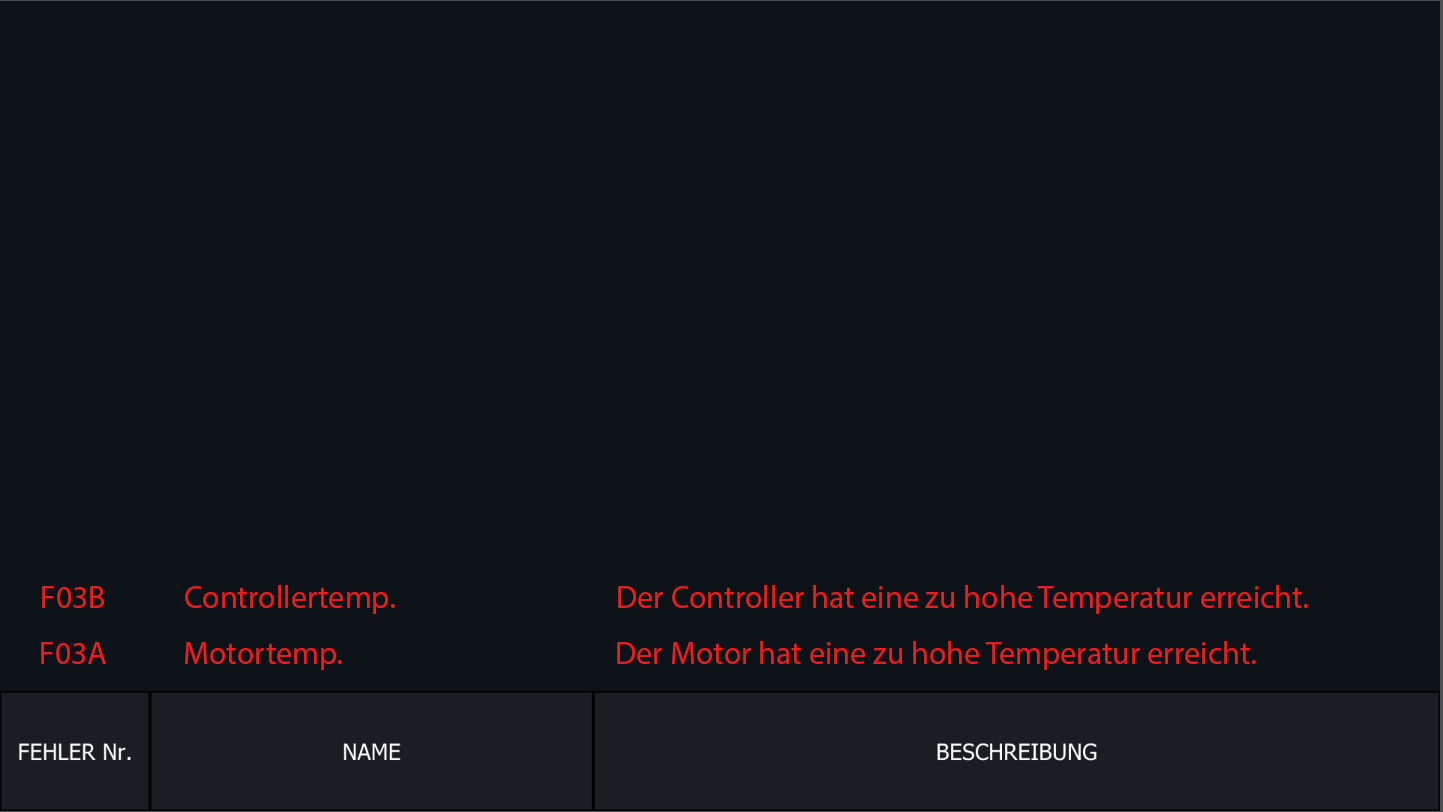 F03B Controllertemp. Der Controller hat eine zu hohe Temperatur erreicht.
F03A Motortemp. Der Motor hat eine zu hohe Temperatur erreicht.
FEHLER Nr. NAME BESCHREIBUNG